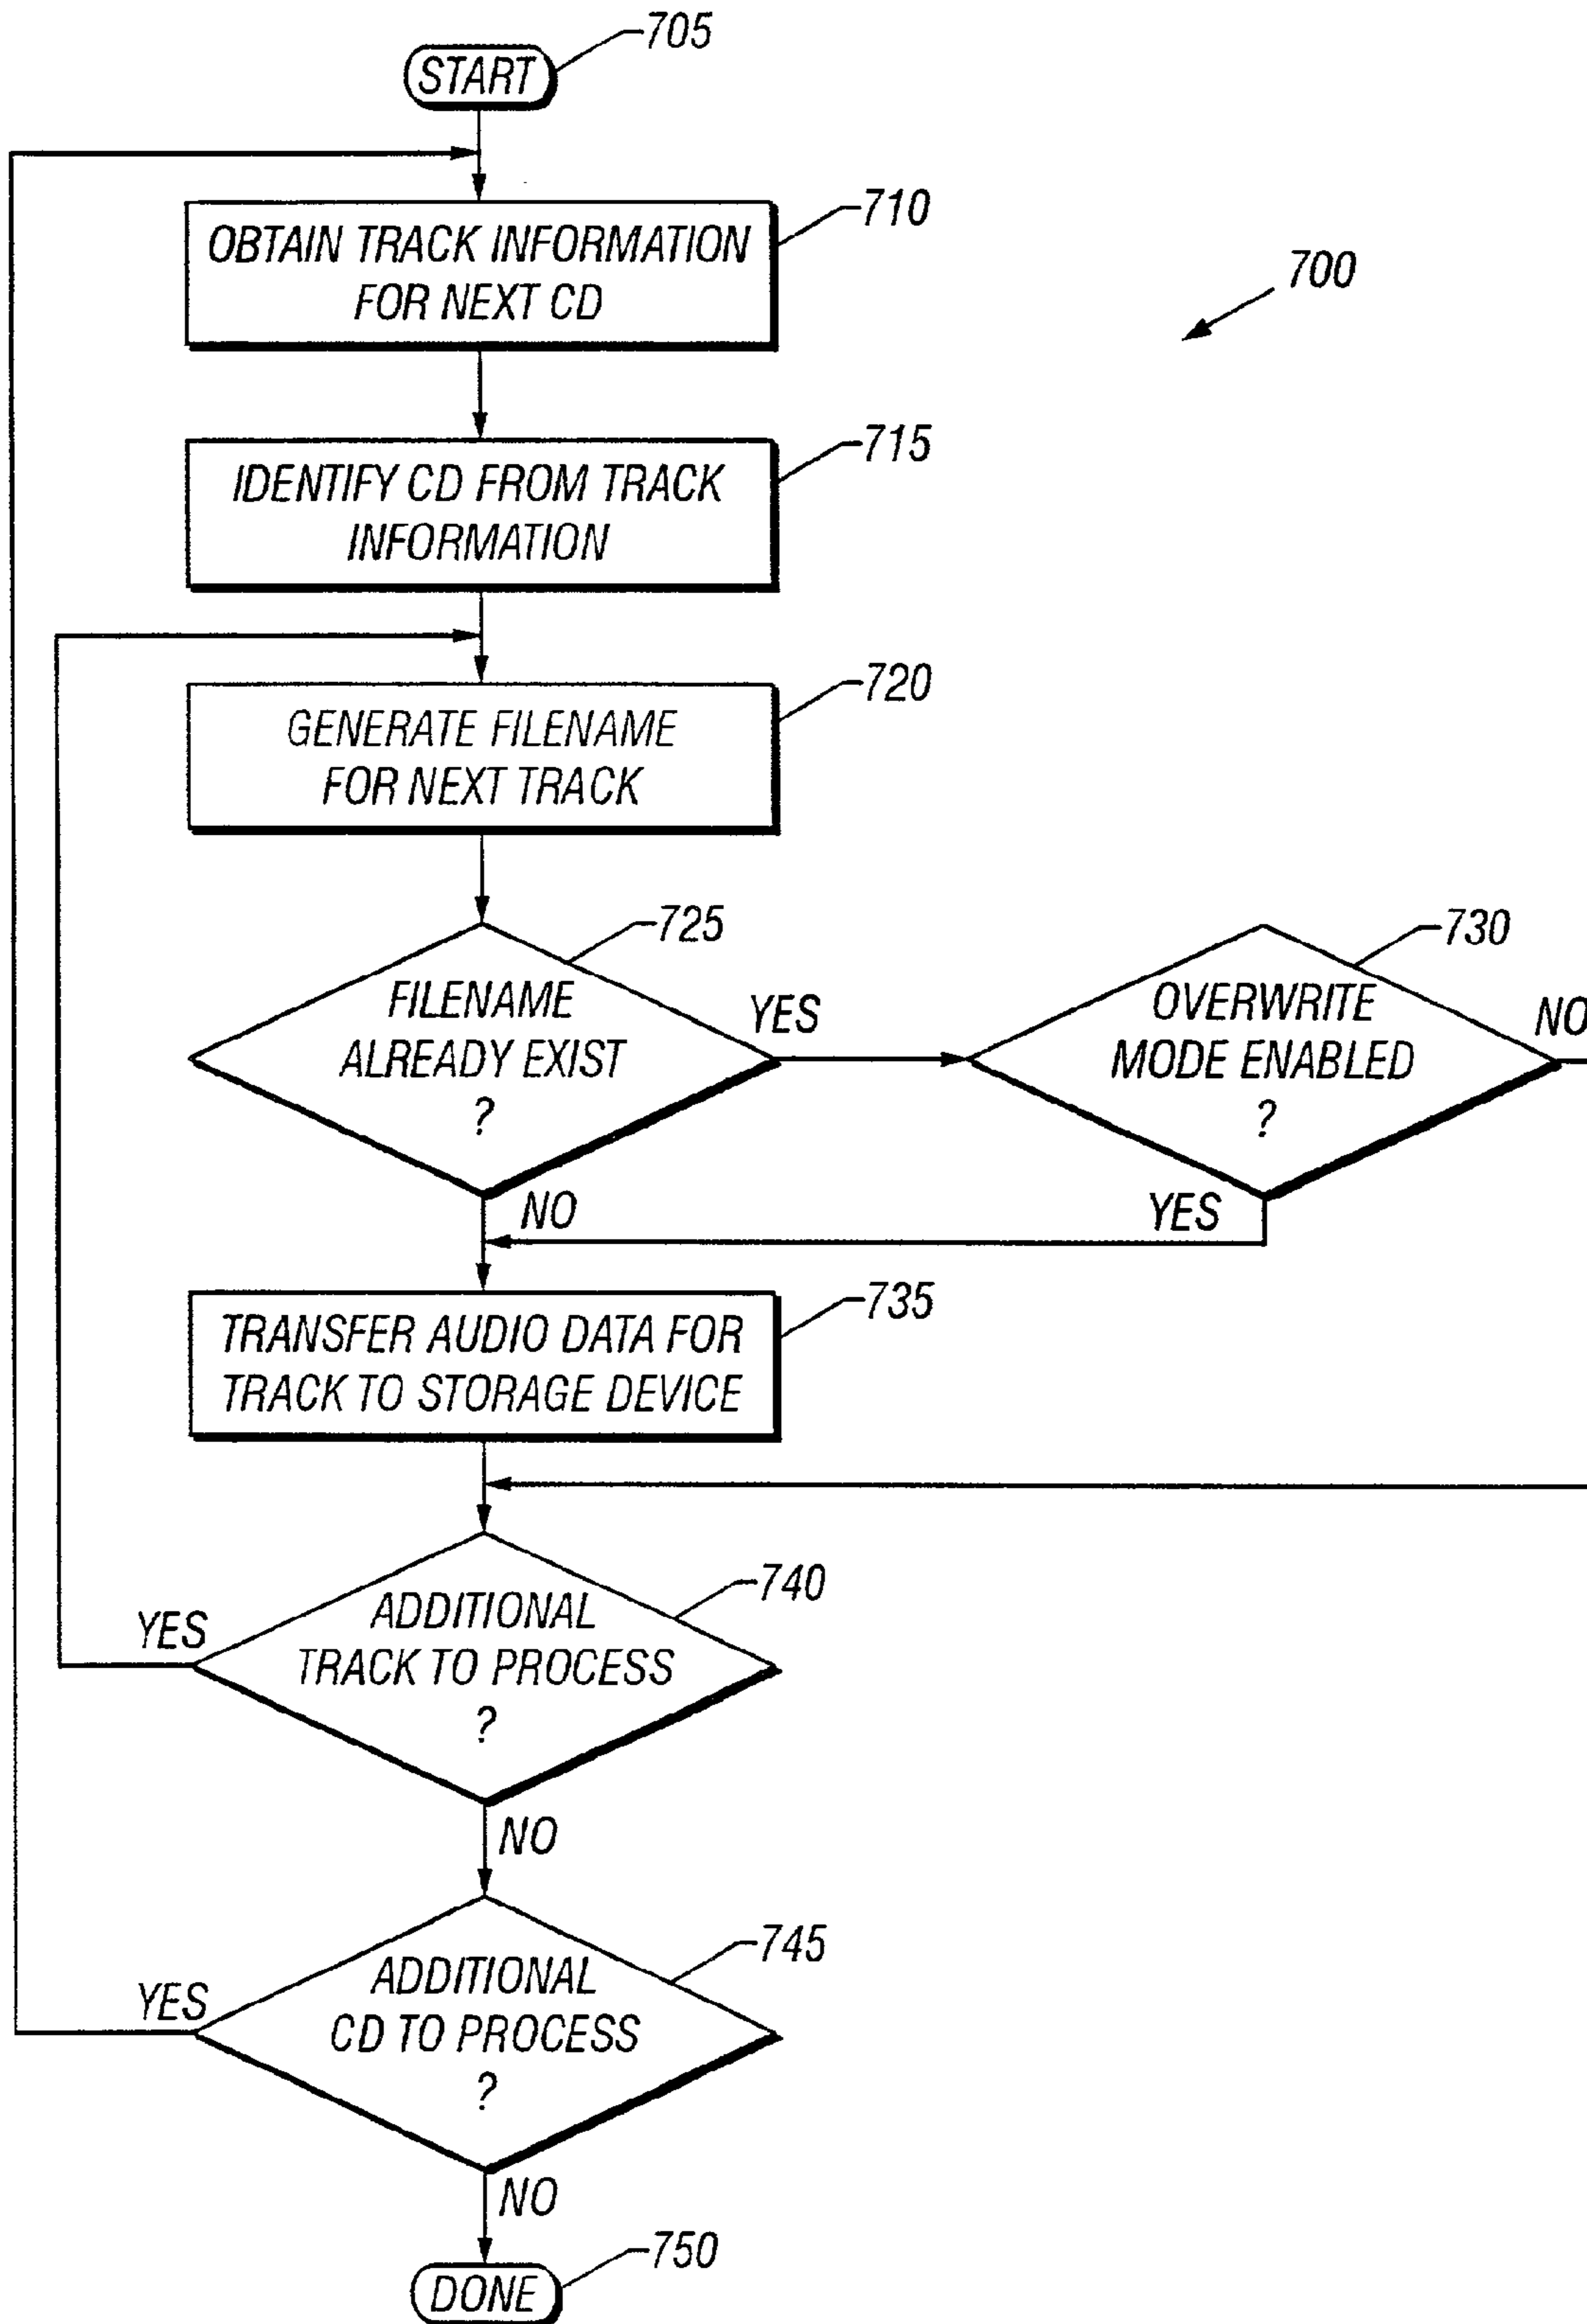 705
START
710
OBTAIN TRACK INFORMATION
FOR NEXT CD
700
715
IDENTIFY CD FROM TRACK
INFORMATION
720
GENERATE FILENAME
FOR NEXT TRACK
725
FILENAME
ALREADY EXIST
?
YES
730
OVERWRITE
MODE ENABLED
?
NO
NO
YES
735
TRANSFER AUDIO DATA FOR
TRACK TO STORAGE DEVICE
740
ADDITIONAL
TRACK TO PROCESS
?
YES
NO
745
ADDITIONAL
CD TO PROCESS
?
YES
NO
750
DONE